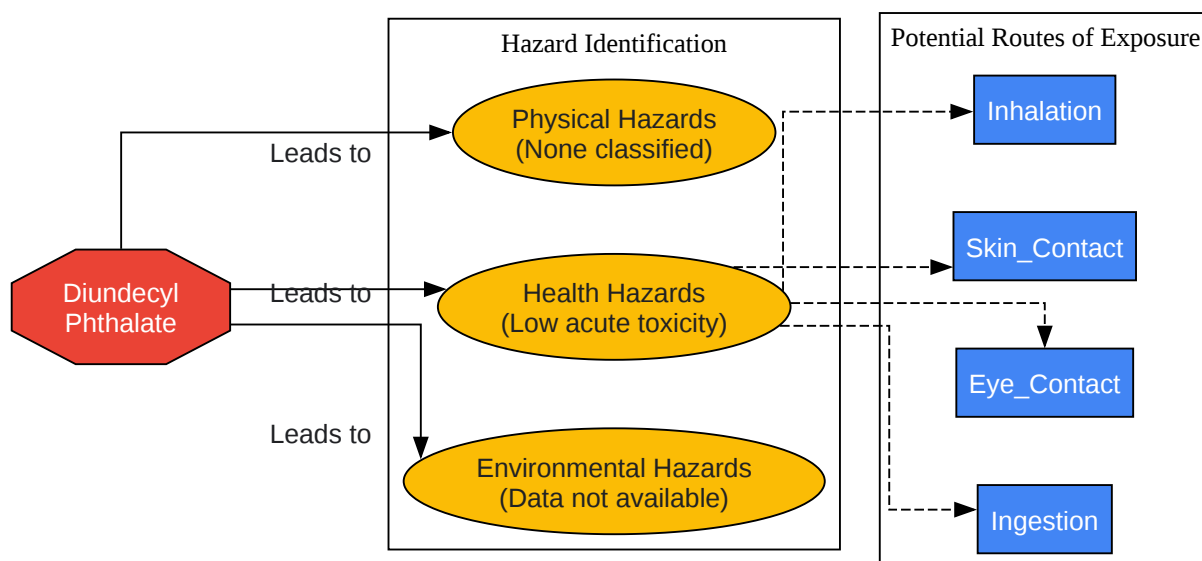 Hazard Identification
Potential Routes of Exposure
Physical Hazards
(None classified)
Inhalation
Leads to
Skin_Contact
Diundecyl
Phthalate
Leads to
Health Hazards
(Low acute toxicity)
Eye_Contact
Leads to
Environmental Hazards
(Data not available)
Ingestion